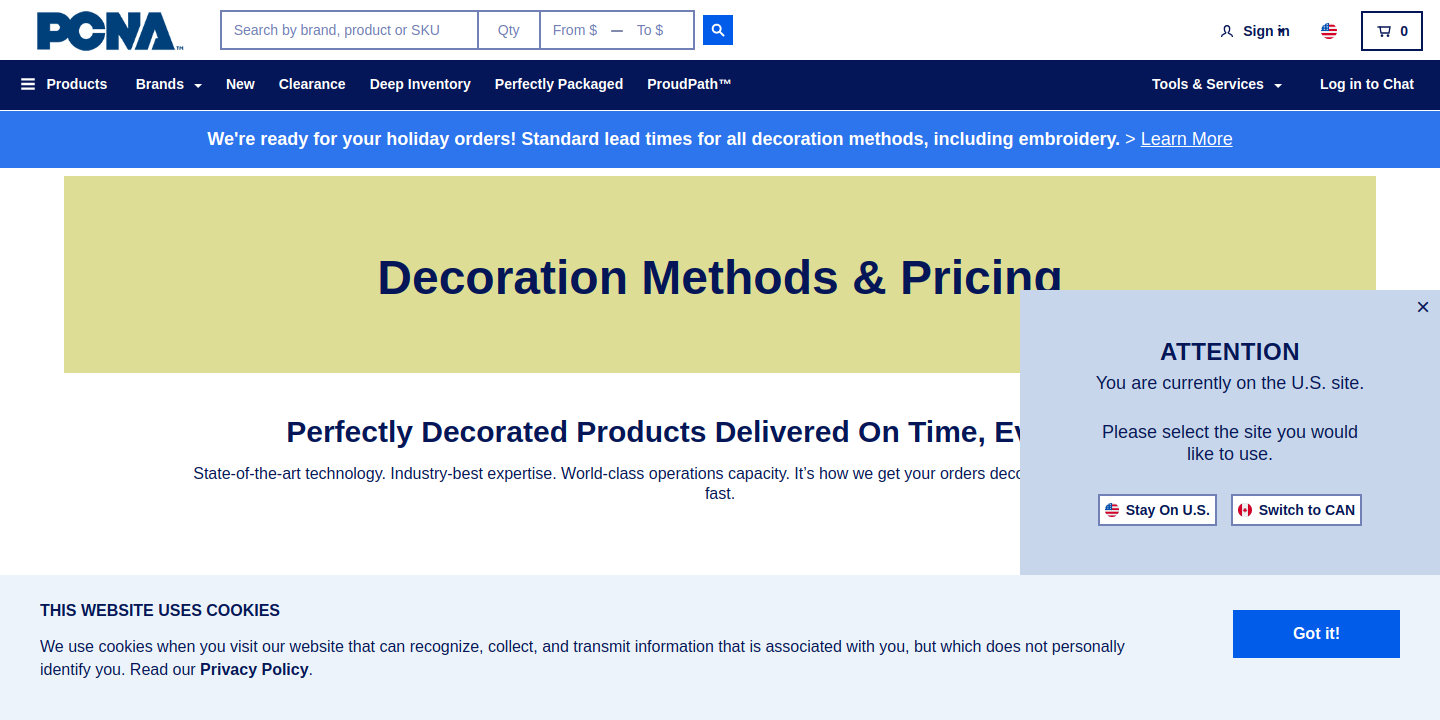 PCNA™
Search by brand, product or SKU
Qty
From $ — To $
Sign in
0
Products
Brands
New
Clearance
Deep Inventory
Perfectly Packaged
ProudPath™
Tools & Services
Log in to Chat
We're ready for your holiday orders! Standard lead times for all decoration methods, including embroidery. > Learn More
Decoration Methods & Pricing
×
ATTENTION
You are currently on the U.S. site.
Please select the site you would
like to use.
Stay On U.S.
Switch to CAN
Perfectly Decorated Products Delivered On Time,
State-of-the-art technology. Industry-best expertise. World-class operations capacity. It’s how we get your orders
fast.
THIS WEBSITE USES COOKIES
We use cookies when you visit our website that can recognize, collect, and transmit information that is associated with you, but which does not personally
identify you. Read our Privacy Policy.
Got it!